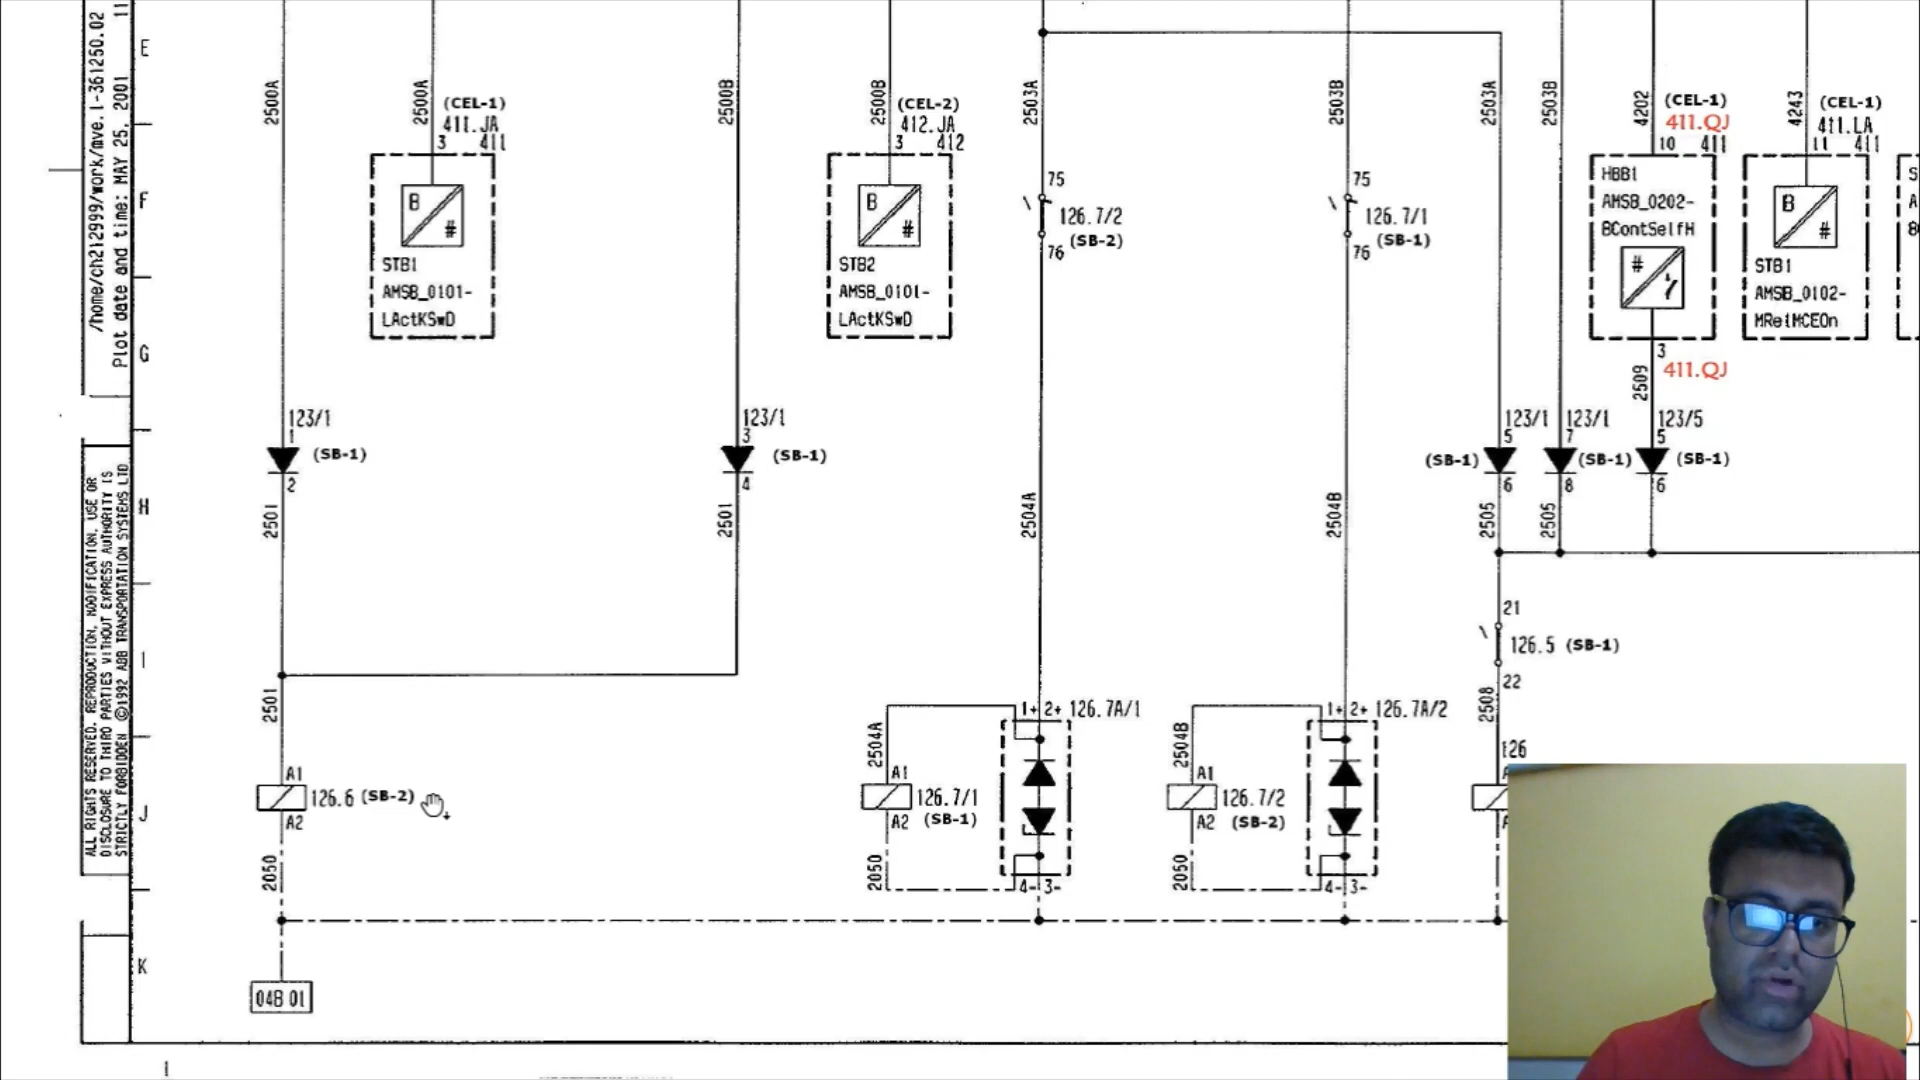 /home/ch212999/work/mve.1-361250.02
Plot date and time: MAY 25, 2001 11
ALL RIGHTS RESERVED. REPRODUCTION, MODIFICATION, USE OR
DISCLOSURE TO THIRD PARTIES WITHOUT EXPRESS AUTHORITY IS
STRICTLY FORBIDDEN ©1992 ABB TRANSPORTATION SYSTEMS LTD
E
F
G
H
I
J
K
2500A
2500A
(CEL-1)
411.JA
3 411
B
#
STB1
AMSB_0101-
LActKSwD
2500B
2500B
(CEL-2)
412.JA
3 412
B
#
STB2
AMSB_0101-
LActKSwD
2503A
75
126.7/2
(SB-2)
76
2503B
75
126.7/1
(SB-1)
76
2503A
2503B
4202
(CEL-1)
411.QJ
10 411
HBB1
AMSB_0202-
BContSelfH
#
3
411.QJ
2509
4243
(CEL-1)
411.LA
11 411
B
#
STB1
AMSB_0102-
MRelMCEOn
S
A
123/1
1
(SB-1)
2
2501
123/1
3
(SB-1)
4
2501
2504A
2504B
123/1
5
(SB-1)
6
2505
123/1
7
(SB-1)
8
2505
123/5
5
(SB-1)
6
21
126.5 (SB-1)
22
2508
126
2501
A1
126.6 (SB-2)
A2
2050
2504A
A1
126.7/1
A2 (SB-1)
2050
1+ 2+ 126.7A/1
4- 3-
2504B
A1
126.7/2
A2 (SB-2)
2050
1+ 2+ 126.7A/2
4- 3-
04B 01